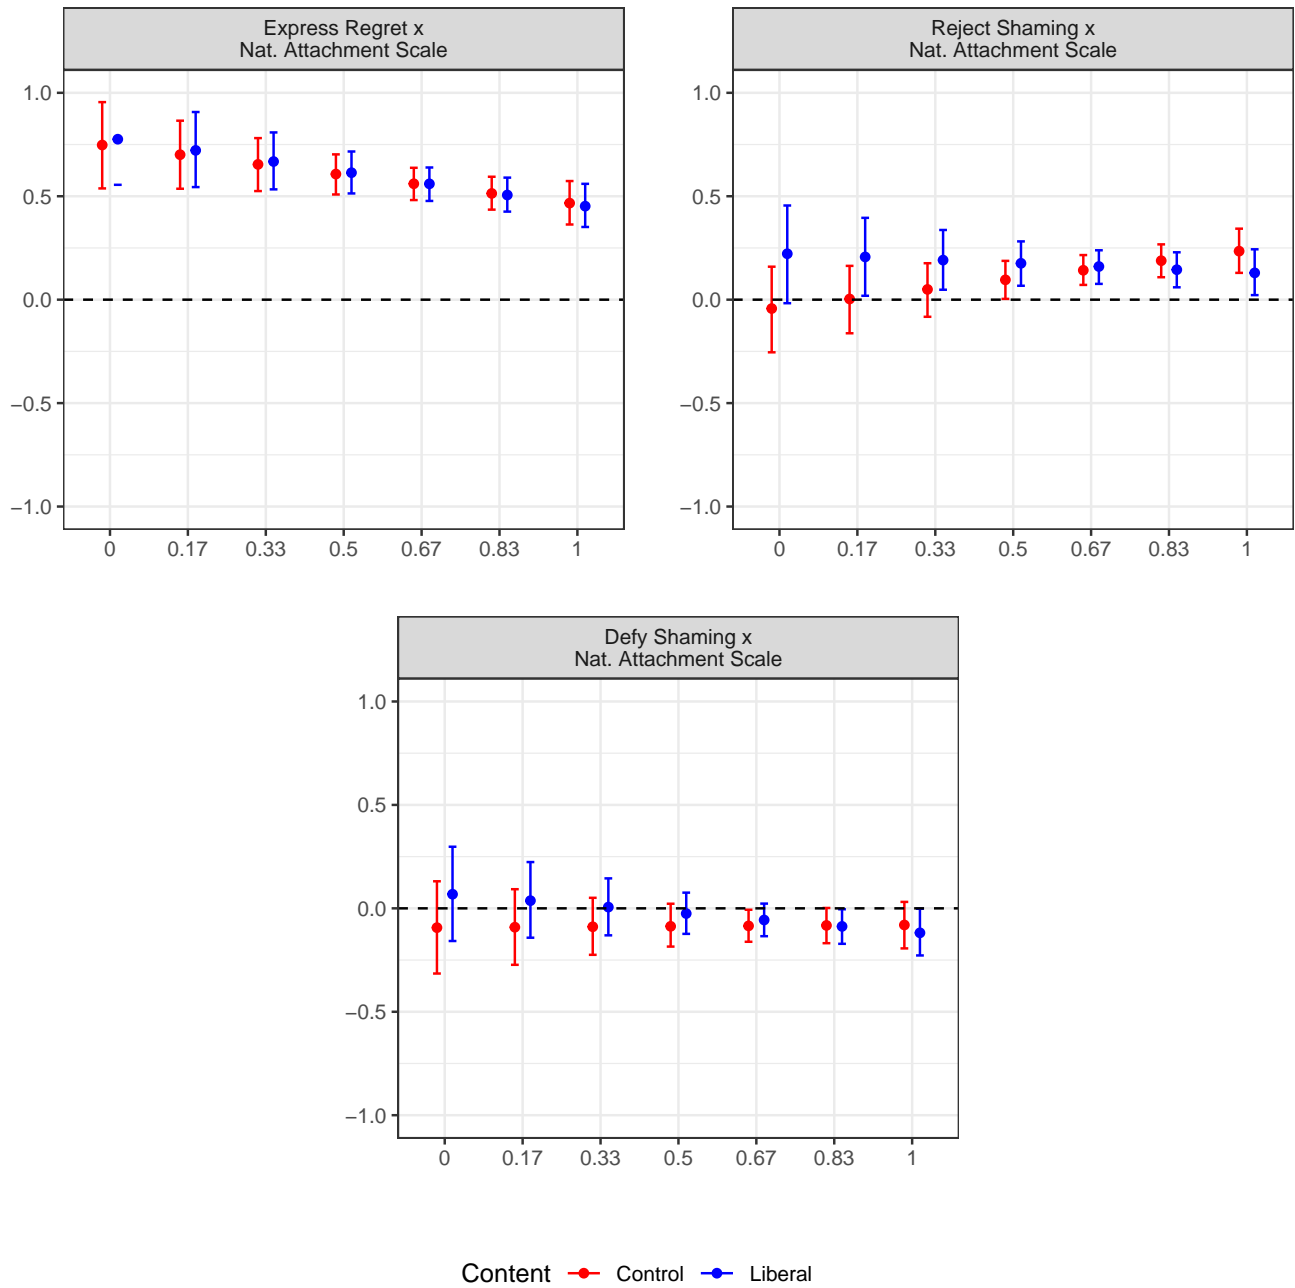 Express Regret x
Nat. Attachment Scale
1.0
0.5
0.0
−0.5
−1.0
0 0.17 0.33 0.5 0.67 0.83 1
Reject Shaming x
Nat. Attachment Scale
1.0
0.5
0.0
−0.5
−1.0
0 0.17 0.33 0.5 0.67 0.83 1
Defy Shaming x
Nat. Attachment Scale
1.0
0.5
0.0
−0.5
−1.0
0 0.17 0.33 0.5 0.67 0.83 1
Content Control Liberal